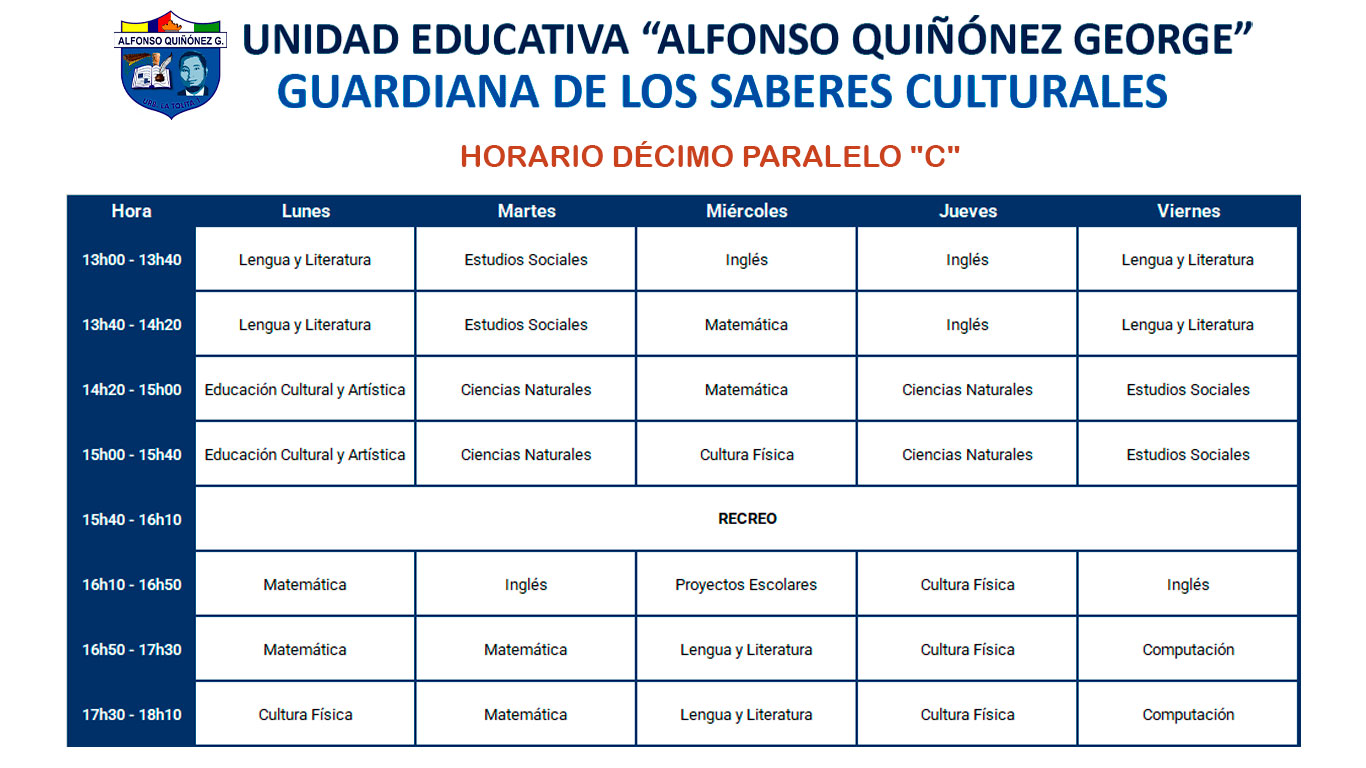 ALFONSO QUIÑÓNEZ G.
URB. LA TOLITA 1
UNIDAD EDUCATIVA “ALFONSO QUIÑÓNEZ GEORGE”
GUARDIANA DE LOS SABERES CULTURALES
HORARIO DÉCIMO PARALELO "C"
Hora Lunes Martes Miércoles Jueves Viernes
13h00 - 13h40 Lengua y Literatura Estudios Sociales Inglés Inglés Lengua y Literatura
13h40 - 14h20 Lengua y Literatura Estudios Sociales Matemática Inglés Lengua y Literatura
14h20 - 15h00 Educación Cultural y Artística Ciencias Naturales Matemática Ciencias Naturales Estudios Sociales
15h00 - 15h40 Educación Cultural y Artística Ciencias Naturales Cultura Física Ciencias Naturales Estudios Sociales
15h40 - 16h10 RECREO
16h10 - 16h50 Matemática Inglés Proyectos Escolares Cultura Física Inglés
16h50 - 17h30 Matemática Matemática Lengua y Literatura Cultura Física Computación
17h30 - 18h10 Cultura Física Matemática Lengua y Literatura Cultura Física Computación